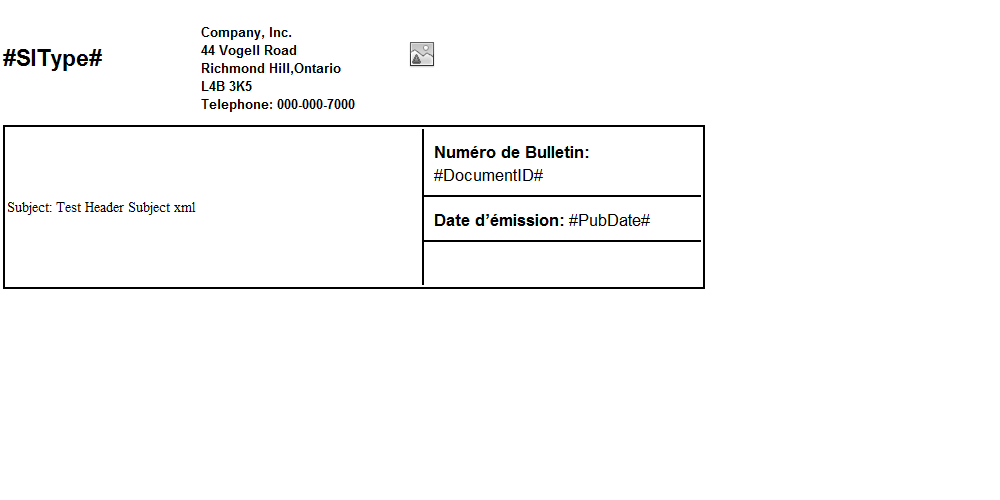 #SIType#
Company, Inc.
44 Vogell Road
Richmond Hill,Ontario
L4B 3K5
Telephone: 000-000-7000
Subject: Test Header Subject xml
Numéro de Bulletin:
#DocumentID#
Date d’émission: #PubDate#